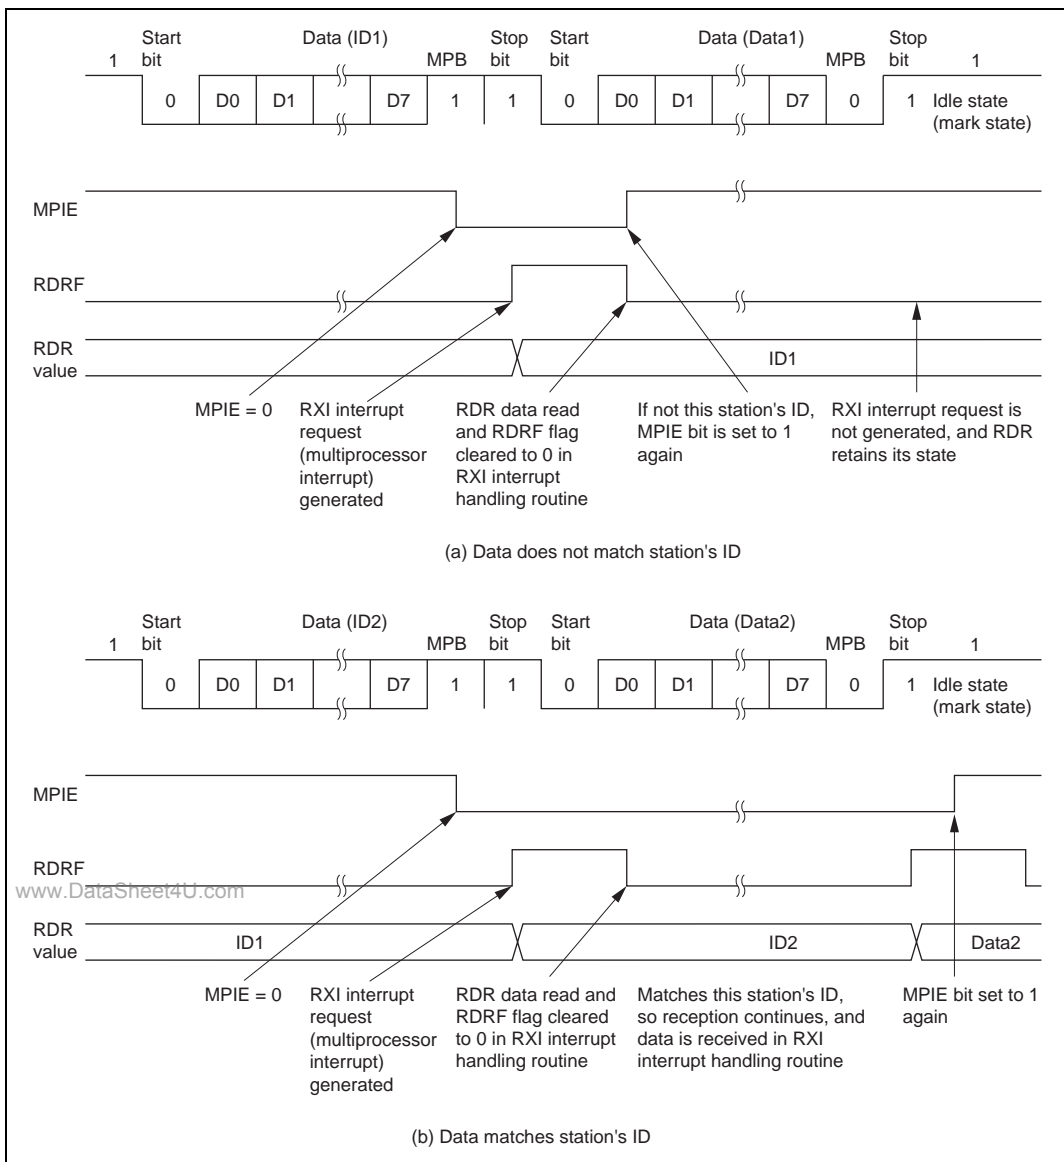 Start bit Data (ID1) MPB Stop bit Start bit Data (Data1) MPB Stop bit
1 1
0 D0 D1 D7 1 1 0 D0 D1 D7 0 1 Idle state (mark state)
MPIE
RDRF
RDR value ID1
MPIE = 0
RXI interrupt
request
(multiprocessor
interrupt)
generated
RDR data read
and RDRF flag
cleared to 0 in
RXI interrupt
handling routine
If not this station's ID,
MPIE bit is set to 1
again
RXI interrupt request is
not generated, and RDR
retains its state
(a) Data does not match station's ID
Start bit Data (ID2) MPB Stop bit Start bit Data (Data2) MPB Stop bit
1 1
0 D0 D1 D7 1 1 0 D0 D1 D7 0 1 Idle state (mark state)
MPIE
RDRF
www.DataSheet4U.com
RDR value ID1 ID2 Data2
MPIE = 0
RXI interrupt
request
(multiprocessor
interrupt)
generated
RDR data read and
RDRF flag cleared
to 0 in RXI interrupt
handling routine
Matches this station's ID,
so reception continues, and
data is received in RXI
interrupt handling routine
MPIE bit set to 1
again
(b) Data matches station's ID